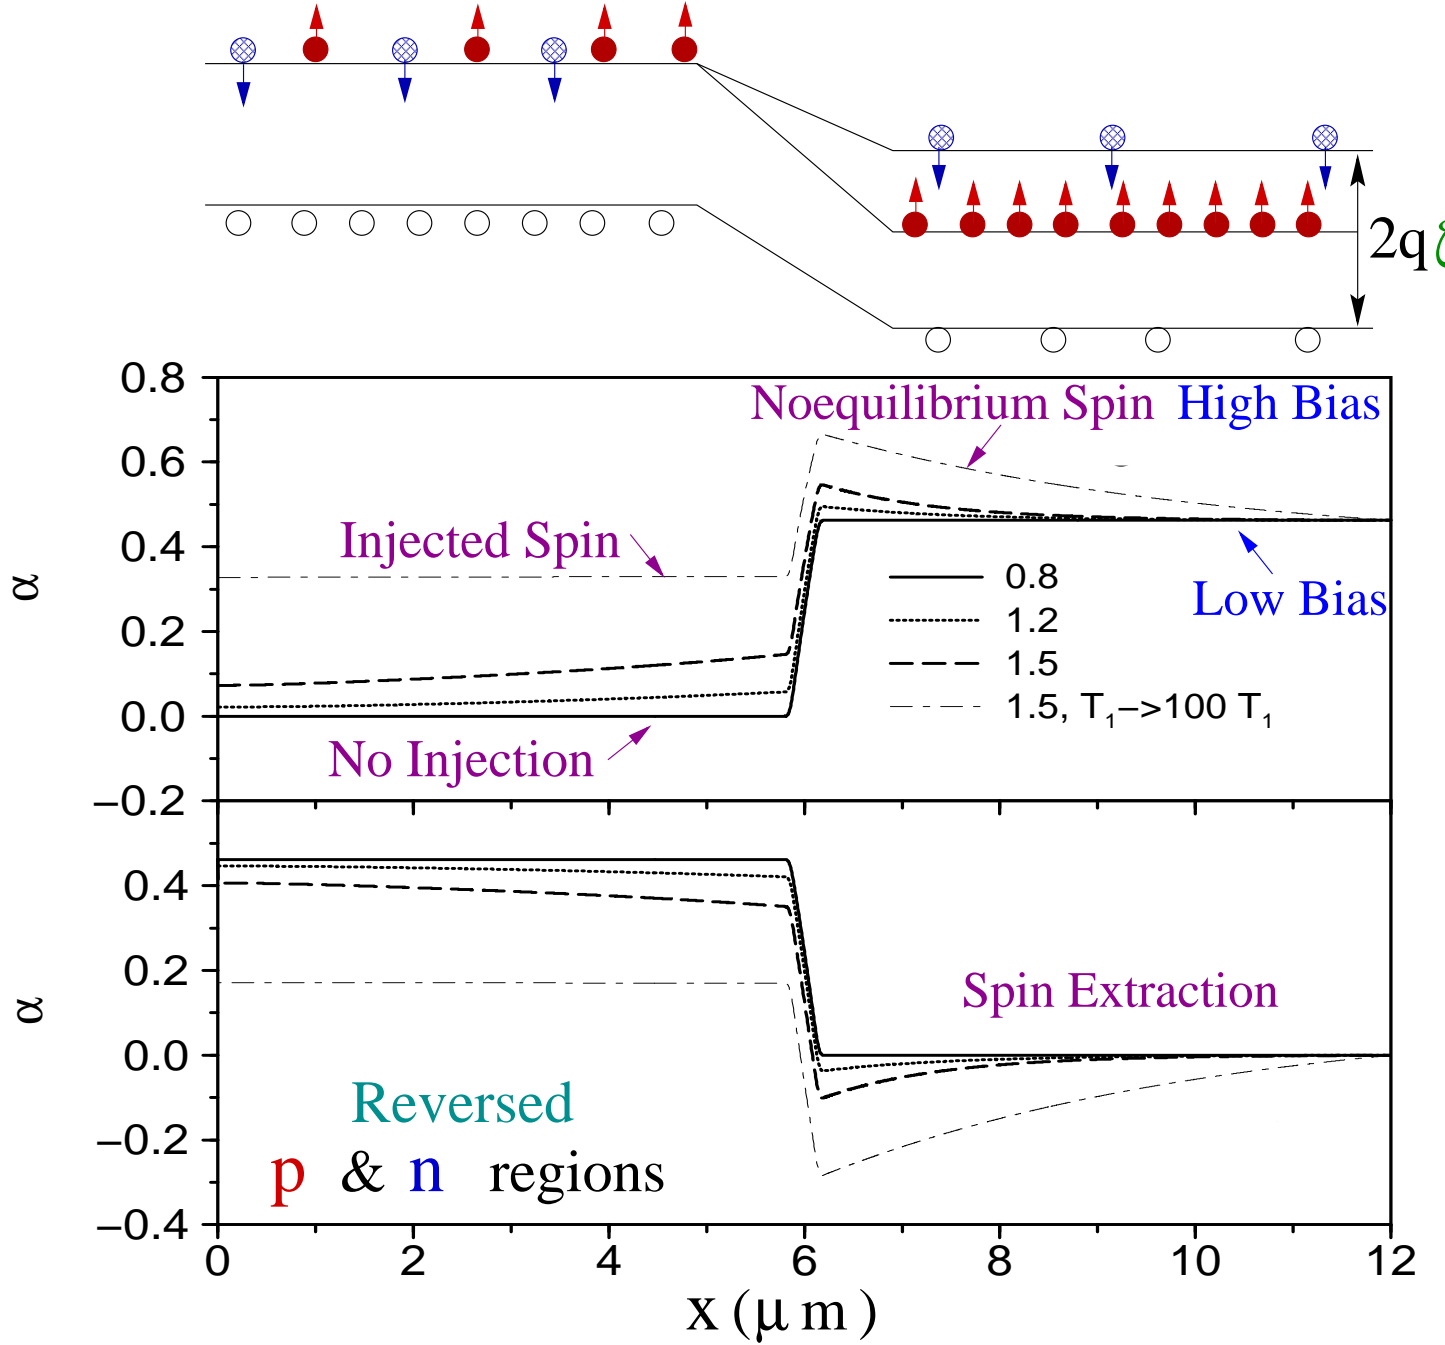 2q
0.8
Noequilibrium Spin High Bias
0.6
Injected Spin
0.4
α
0.8
Low Bias
0.2
1.2
1.5
0.0
1.5, T₁−>100 T₁
No Injection
−0.2
0.4
0.2
Spin Extraction
α
0.0
Reversed
−0.2
p & n regions
−0.4
0 2 4 6 8 10 12
x (μ m )